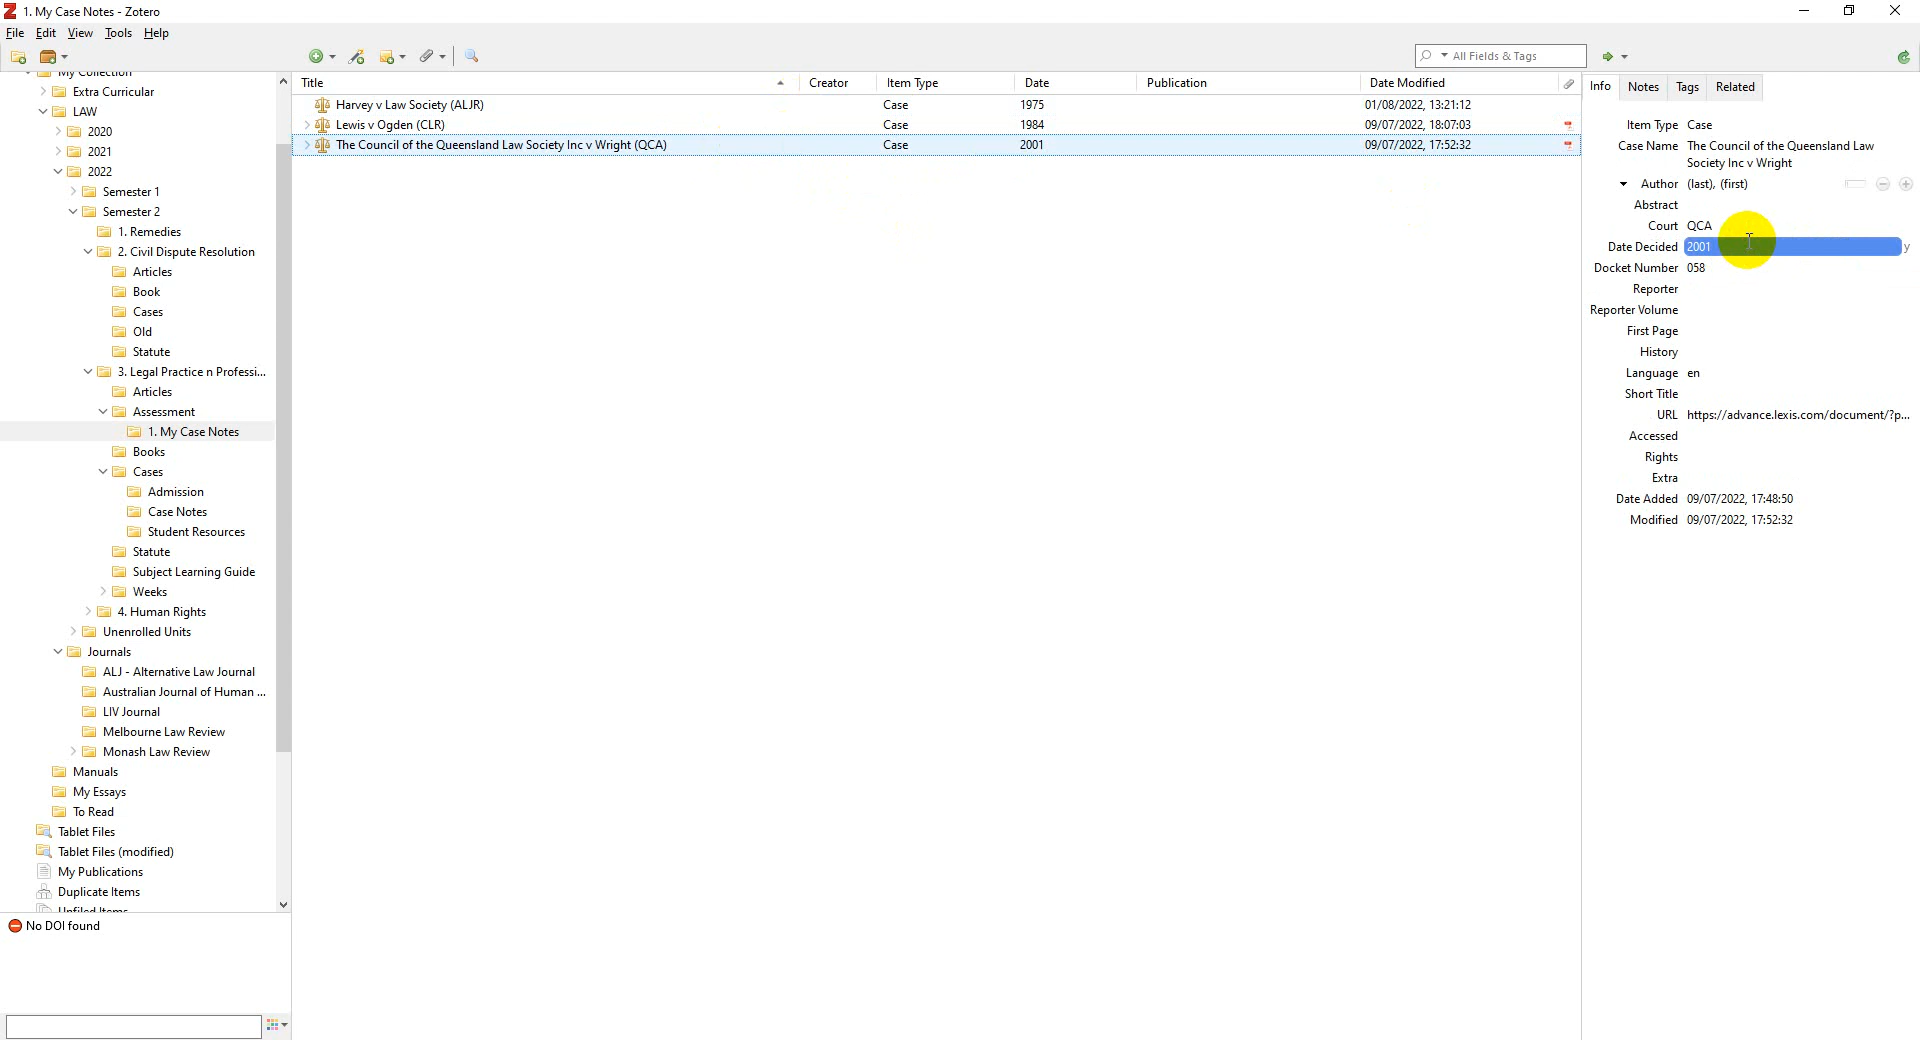 1. My Case Notes - Zotero
File Edit View Tools Help
All Fields & Tags
My Collection
Extra Curricular
LAW
2020
2021
2022
Semester 1
Semester 2
1. Remedies
2. Civil Dispute Resolution
Articles
Book
Cases
Old
Statute
3. Legal Practice n Professi...
Articles
Assessment
1. My Case Notes
Books
Cases
Admission
Case Notes
Student Resources
Statute
Subject Learning Guide
Weeks
4. Human Rights
Unenrolled Units
Journals
ALJ - Alternative Law Journal
Australian Journal of Human ...
LIV Journal
Melbourne Law Review
Monash Law Review
Manuals
My Essays
To Read
Tablet Files
Tablet Files (modified)
My Publications
Duplicate Items
Unfiled Items
No DOI found
Title Creator Item Type Date Publication Date Modified
Harvey v Law Society (ALJR) Case 1975 01/08/2022, 13:21:12
Lewis v Ogden (CLR) Case 1984 09/07/2022, 18:07:03
The Council of the Queensland Law Society Inc v Wright (QCA) Case 2001 09/07/2022, 17:52:32
Info Notes Tags Related
Item Type Case
Case Name The Council of the Queensland Law
Society Inc v Wright
Author (last), (first)
Abstract
Court QCA
Date Decided 2001 y
Docket Number 058
Reporter
Reporter Volume
First Page
History
Language en
Short Title
URL https://advance.lexis.com/document/?p...
Accessed
Rights
Extra
Date Added 09/07/2022, 17:48:50
Modified 09/07/2022, 17:52:32